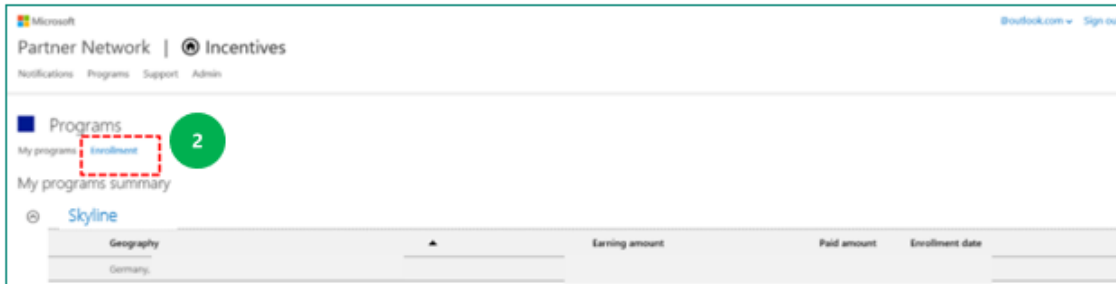 Microsoft
@outlook.com Sign ou
Partner Network | Incentives
Notifications Programs Support Admin
Programs
2
My programs Enrollment
My programs summary
Skyline
Geography Earning amount Paid amount Enrollment date
Germany,